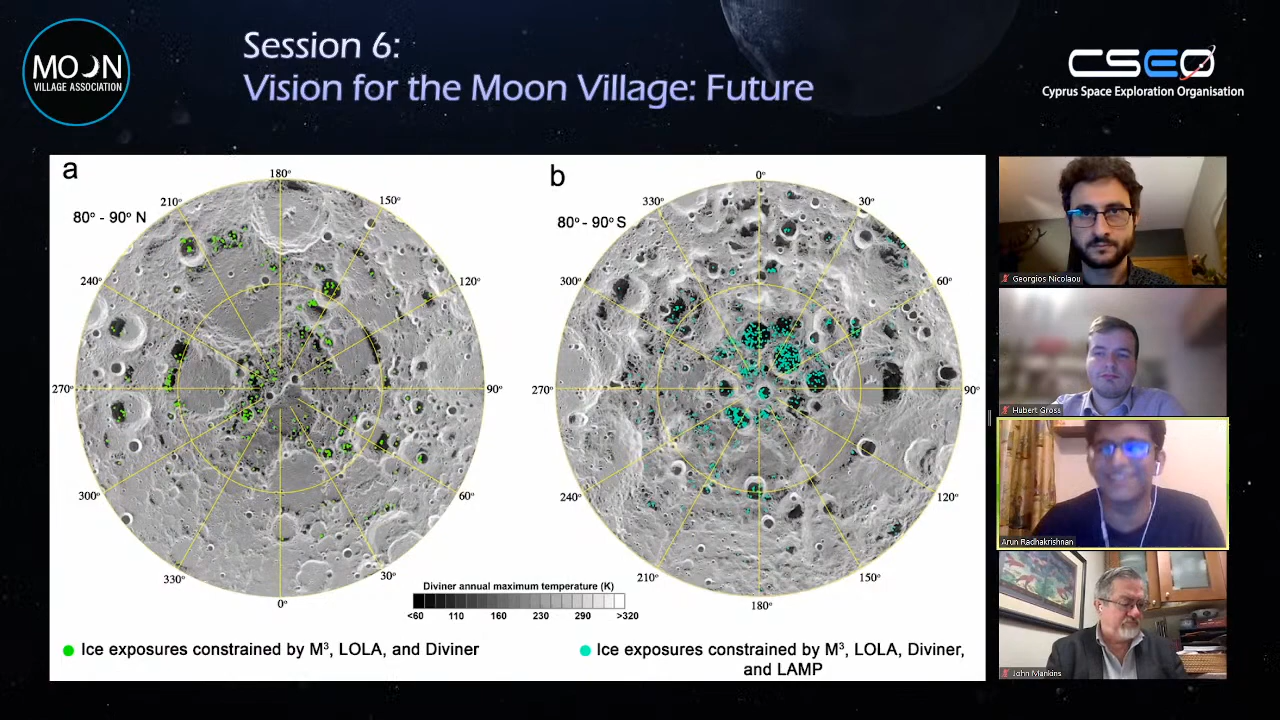 MOON
VILLAGE ASSOCIATION
Session 6:
Vision for the Moon Village: Future
CSEO
Cyprus Space Exploration Organisation
a
80° - 90° N
180°
150°
120°
90°
60°
30°
0°
330°
300°
270°
240°
210°
b
80° - 90° S
0°
30°
60°
90°
120°
150°
180°
210°
240°
270°
300°
330°
Diviner annual maximum temperature (K)
<60 110 160 230 290 >320
Ice exposures constrained by M³, LOLA, and Diviner
Ice exposures constrained by M³, LOLA, Diviner,
and LAMP
Georgios Nicolaou
Hubert Gross
Arun Radhakrishnan
John Mankins